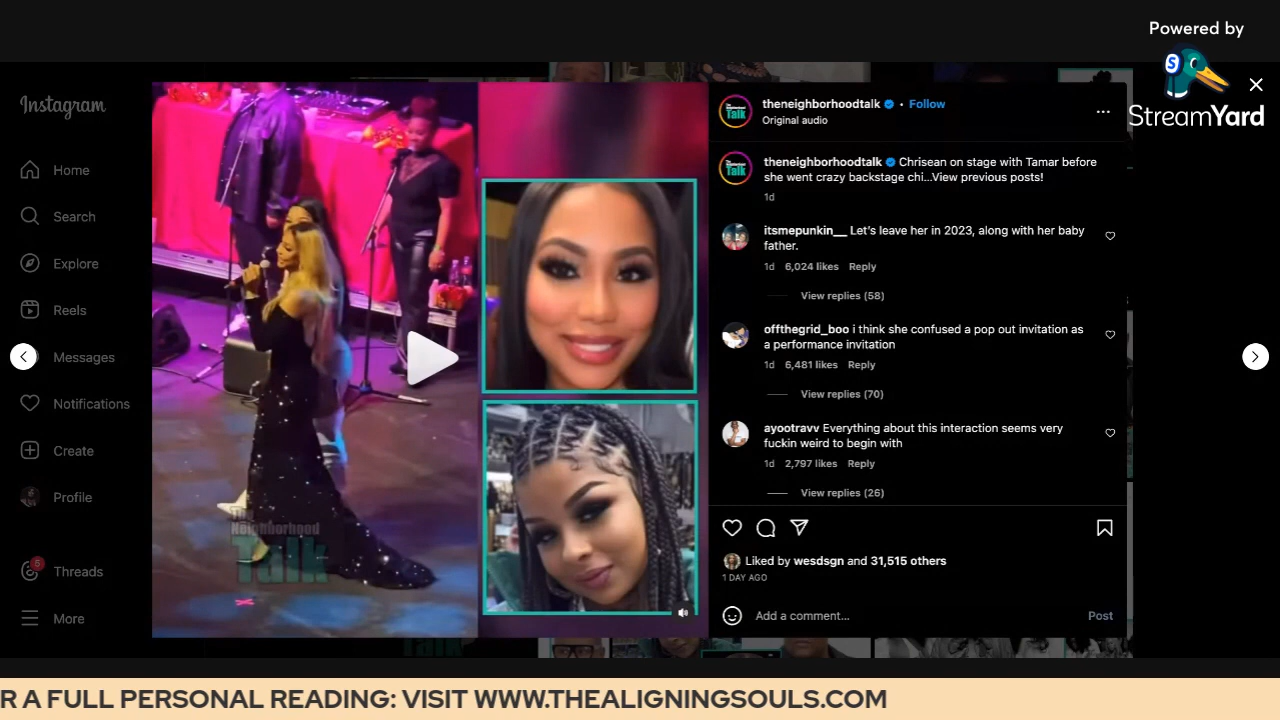 Powered by
StreamYard
Instagram
Home
Search
Explore
Reels
Messages
Notifications
Create
Profile
5
Threads
More
The
Neighborhood
Talk
theneighborhoodtalk • Follow
Original audio
theneighborhoodtalk Chrisean on stage with Tamar before
she went crazy backstage chi...View previous posts!
1d
itsmepunkin__ Let's leave her in 2023, along with her baby
father.
1d 6,024 likes Reply
View replies (58)
offthegrid_boo i think she confused a pop out invitation as
a performance invitation
1d 6,481 likes Reply
View replies (70)
ayootravv Everything about this interaction seems very
fuckin weird to begin with
1d 2,797 likes Reply
View replies (26)
Liked by wesdsgn and 31,515 others
1 DAY AGO
Add a comment...
Post
R A FULL PERSONAL READING: VISIT WWW.THEALIGNINGSOULS.COM